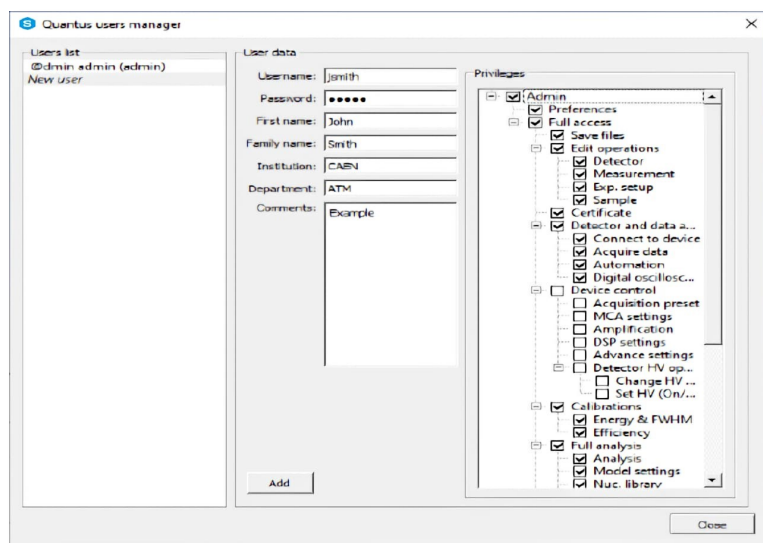 Quantus users manager
Users list
@dmin admin (admin)
New user
User data
Username: jsmith
Password: ●●●●●
First name: John
Family name: Smith
Institution: CAEN
Department: ATM
Comments: Example
Add
Privileges
Admin
Preferences
Full access
Save files
Edit operations
Detector
Measurement
Exp. setup
Sample
Certificate
Detector and data a...
Connect to device
Acquire data
Automation
Digital oscillosc...
Device control
Acquisition preset
MCA settings
Amplification
DSP settings
Advance settings
Detector HV op...
Change HV ...
Set HV (On/...
Calibrations
Energy & FWHM
Efficiency
Full analysis
Analysis
Model settings
Nuc. library
Close